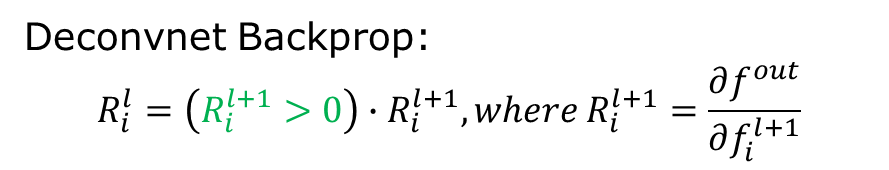 Deconvnet Backprop:
R_i^l = (R_i^{l+1} > 0) · R_i^{l+1}, where R_i^{l+1} = ∂f^{out} / ∂f_i^{l+1}